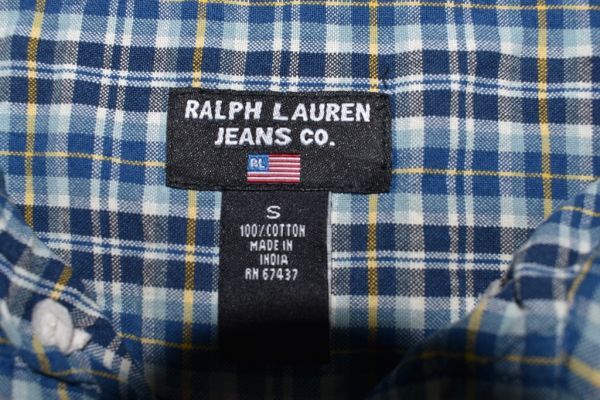 RALPH LAUREN
JEANS CO.
RL
S
100% COTTON
MADE IN
INDIA
RN 67437